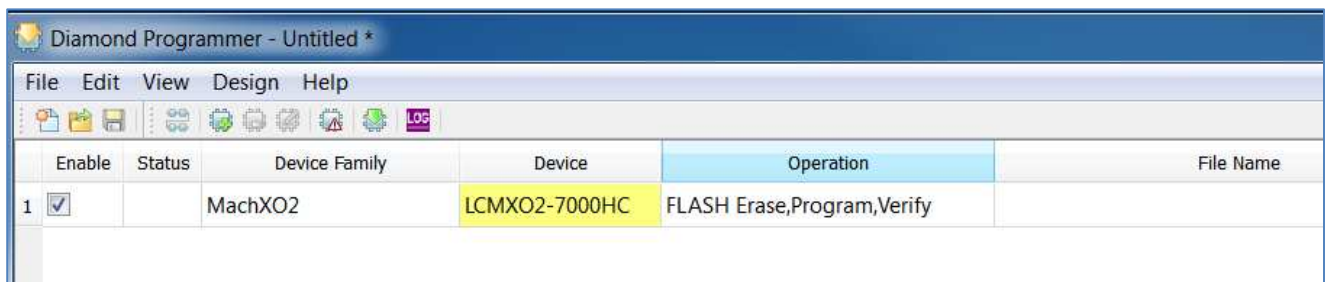 Diamond Programmer - Untitled *
File Edit View Design Help
LOG
Enable Status Device Family Device Operation File Name
1 MachXO2 LCMXO2-7000HC FLASH Erase,Program,Verify